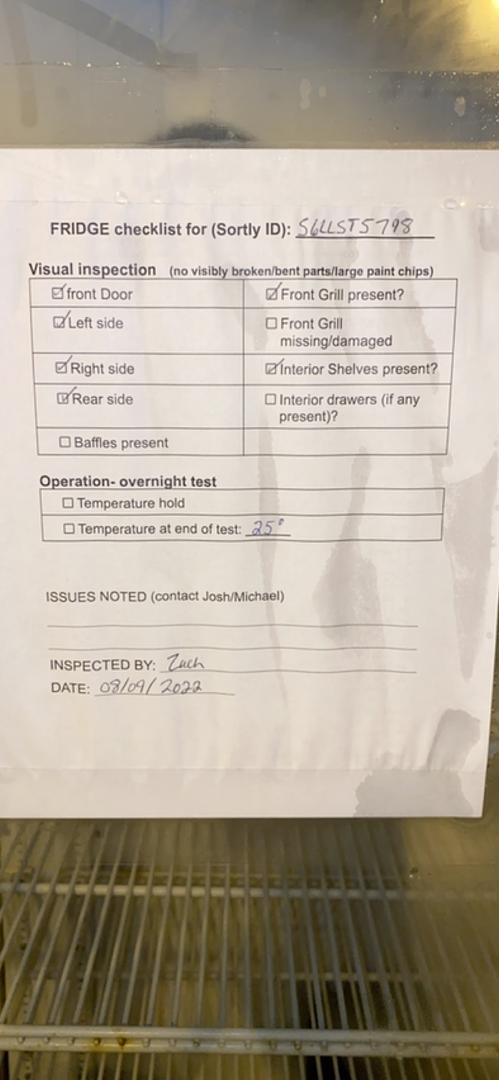 FRIDGE checklist for (Sortly ID): S6LLST5798
Visual inspection (no visibly broken/bent parts/large paint chips)
☑ front Door
☑ Front Grill present?
☑ Left side
☐ Front Grill
missing/damaged
☑ Right side
☑ Interior Shelves present?
☑ Rear side
☐ Interior drawers (if any
present)?
☐ Baffles present
Operation- overnight test
☐ Temperature hold
☐ Temperature at end of test: 25°
ISSUES NOTED (contact Josh/Michael)
INSPECTED BY: Zach
DATE: 08/09/2022